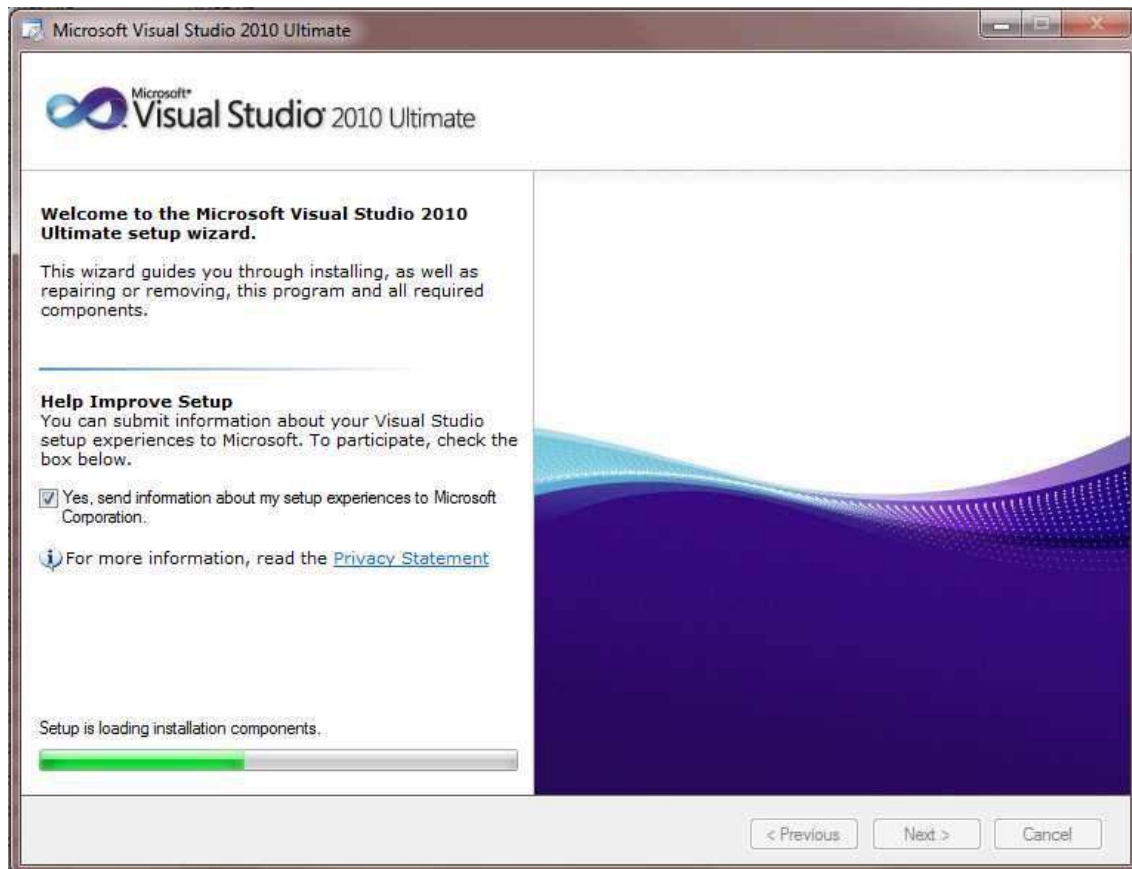 Microsoft Visual Studio 2010 Ultimate
Microsoft®
Visual Studio® 2010 Ultimate
Welcome to the Microsoft Visual Studio 2010
Ultimate setup wizard.
This wizard guides you through installing, as well as
repairing or removing, this program and all required
components.
Help Improve Setup
You can submit information about your Visual Studio
setup experiences to Microsoft. To participate, check the
box below.
Yes, send information about my setup experiences to Microsoft
Corporation.
For more information, read the Privacy Statement
Setup is loading installation components.
< Previous
Next >
Cancel